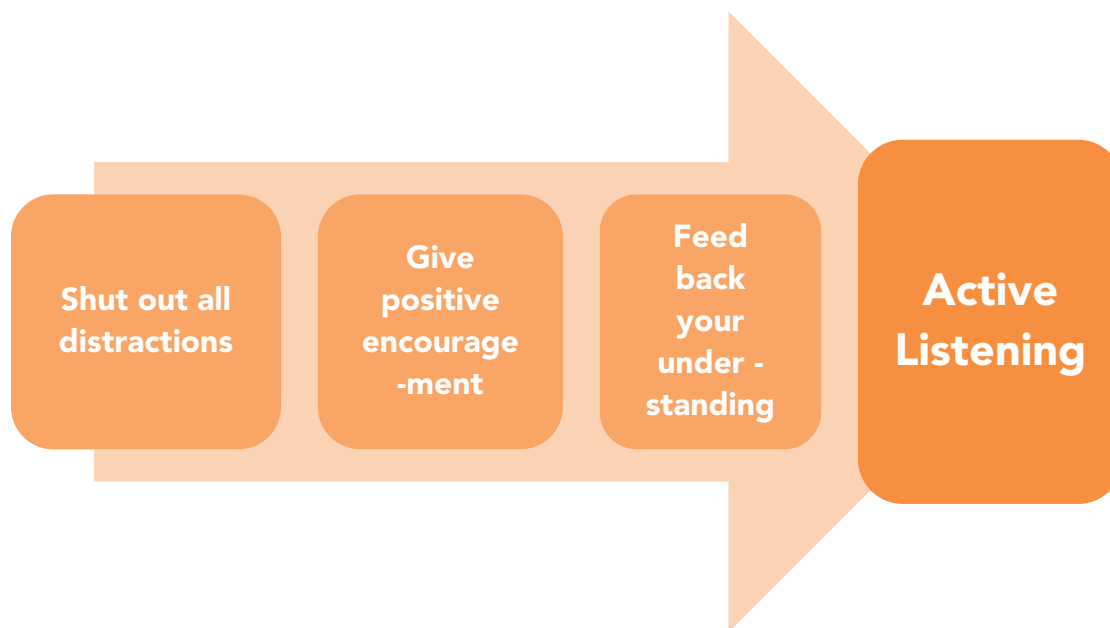 Shut out all
distractions
Give
positive
encourage
-ment
Feed
back
your
under -
standing
Active
Listening